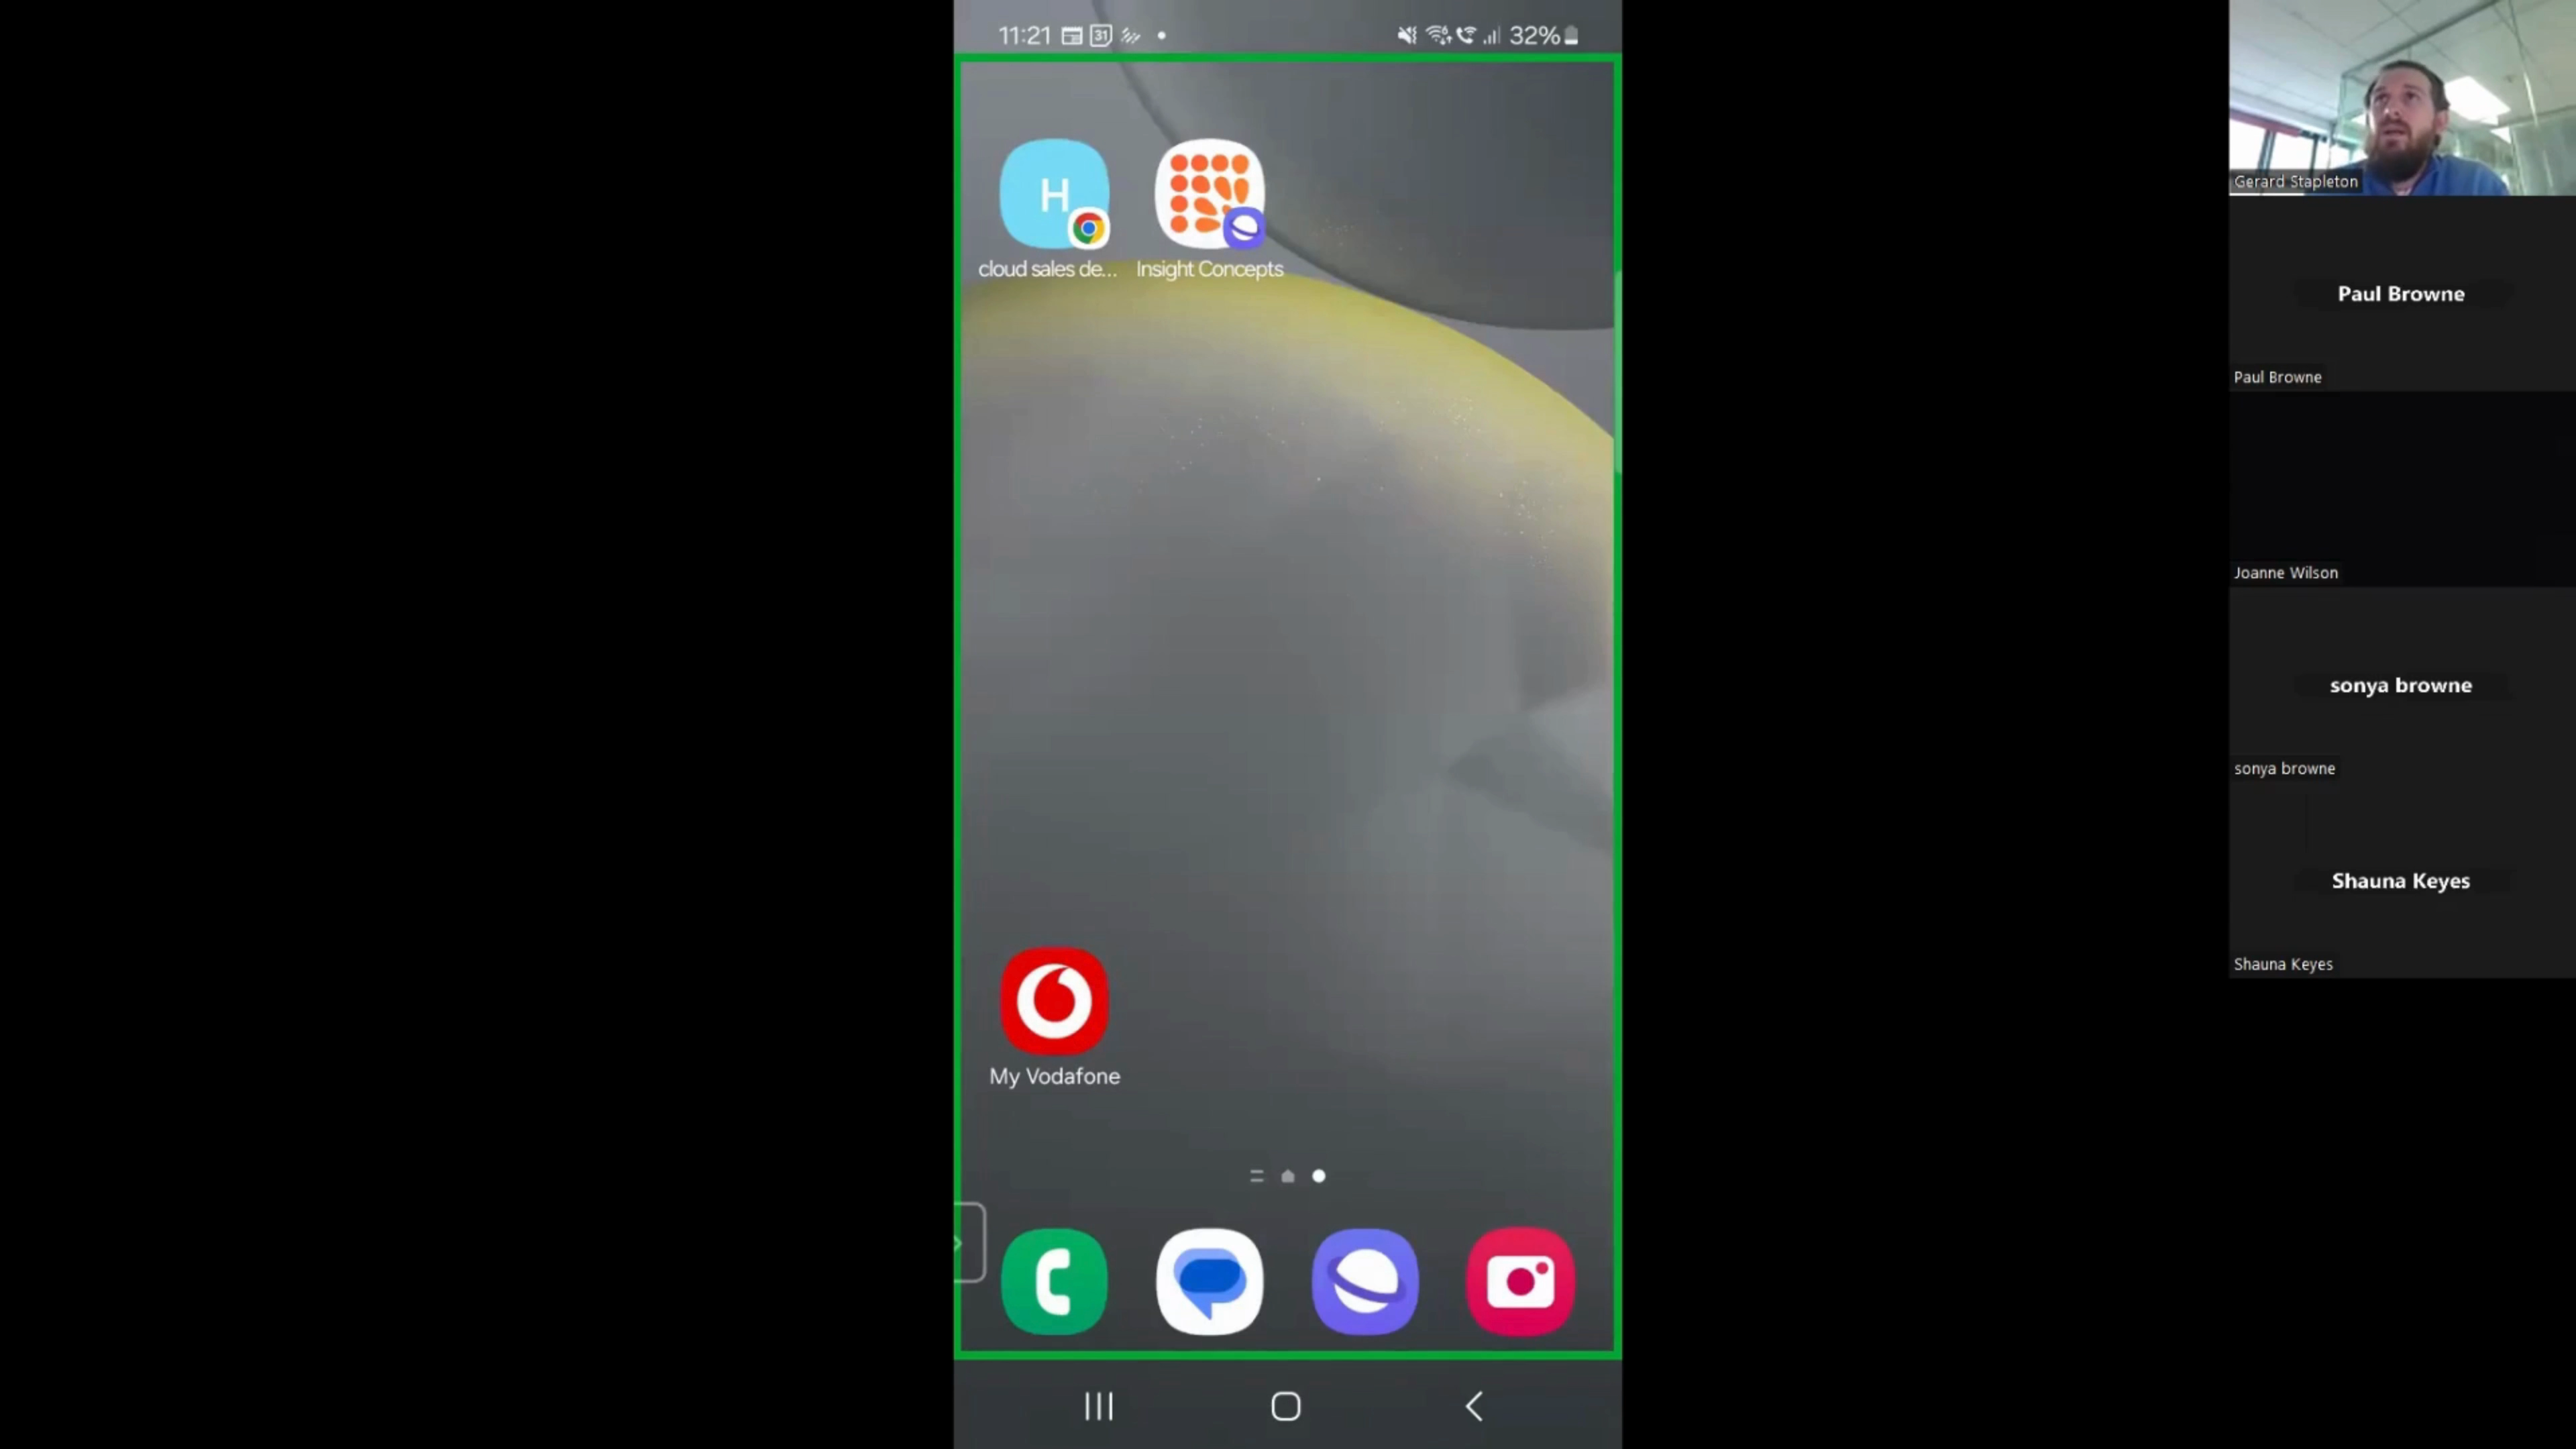 11:21
31
32%
H
cloud sales de...
Insight Concepts
My Vodafone
Gerard Stapleton
Paul Browne
Paul Browne
Joanne Wilson
sonya browne
sonya browne
Shauna Keyes
Shauna Keyes